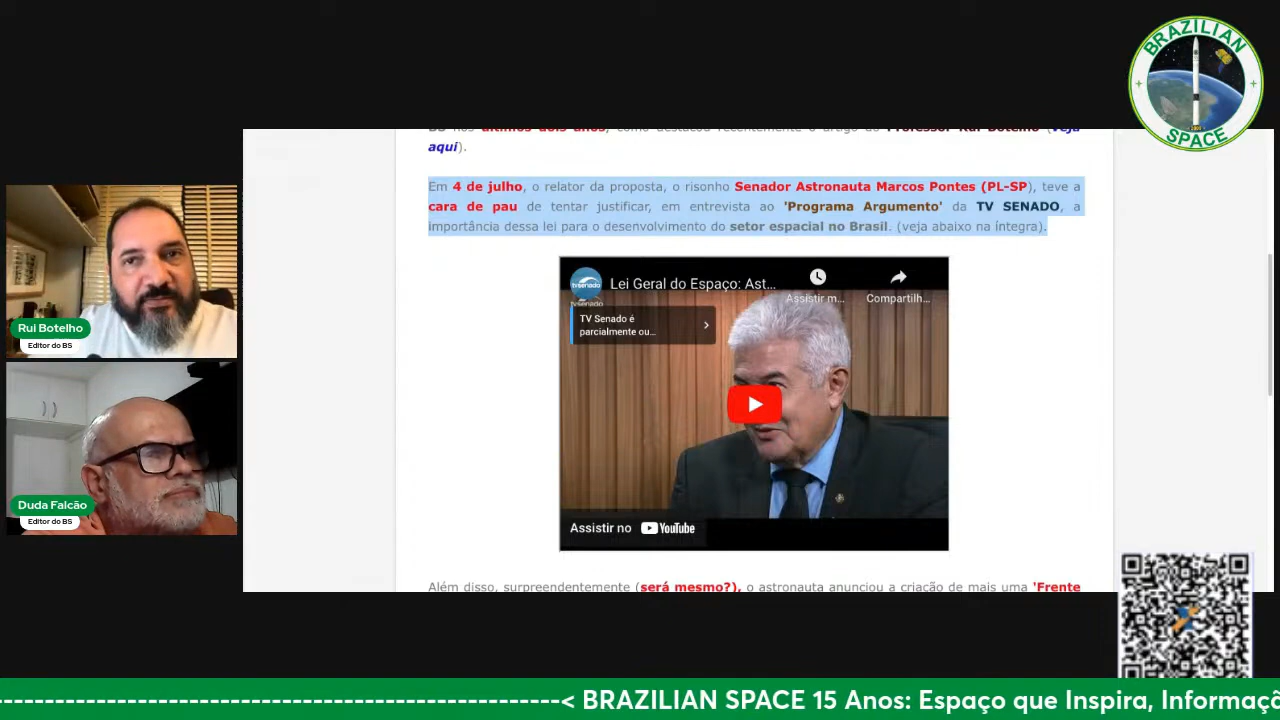 BRAZILIAN
SPACE
aqui).
Em 4 de julho, o relator da proposta, o risonho Senador Astronauta Marcos Pontes (PL-SP), teve a
cara de pau de tentar justificar, em entrevista ao 'Programa Argumento' da TV SENADO, a
importância dessa lei para o desenvolvimento do setor espacial no Brasil. (veja abaixo na íntegra).
Rui Botelho
Editor do BS
Duda Falcão
Editor do BS
tvsenado
Lei Geral do Espaço: Ast...
Assistir m...
Compartilh...
tvsenado
TV Senado é
parcialmente ou...
Assistir no YouTube
Além disso, surpreendentemente (será mesmo?), o astronauta anunciou a criação de mais uma 'Frente
--------------------------------------------------------< BRAZILIAN SPACE 15 Anos: Espaço que Inspira, Informaç